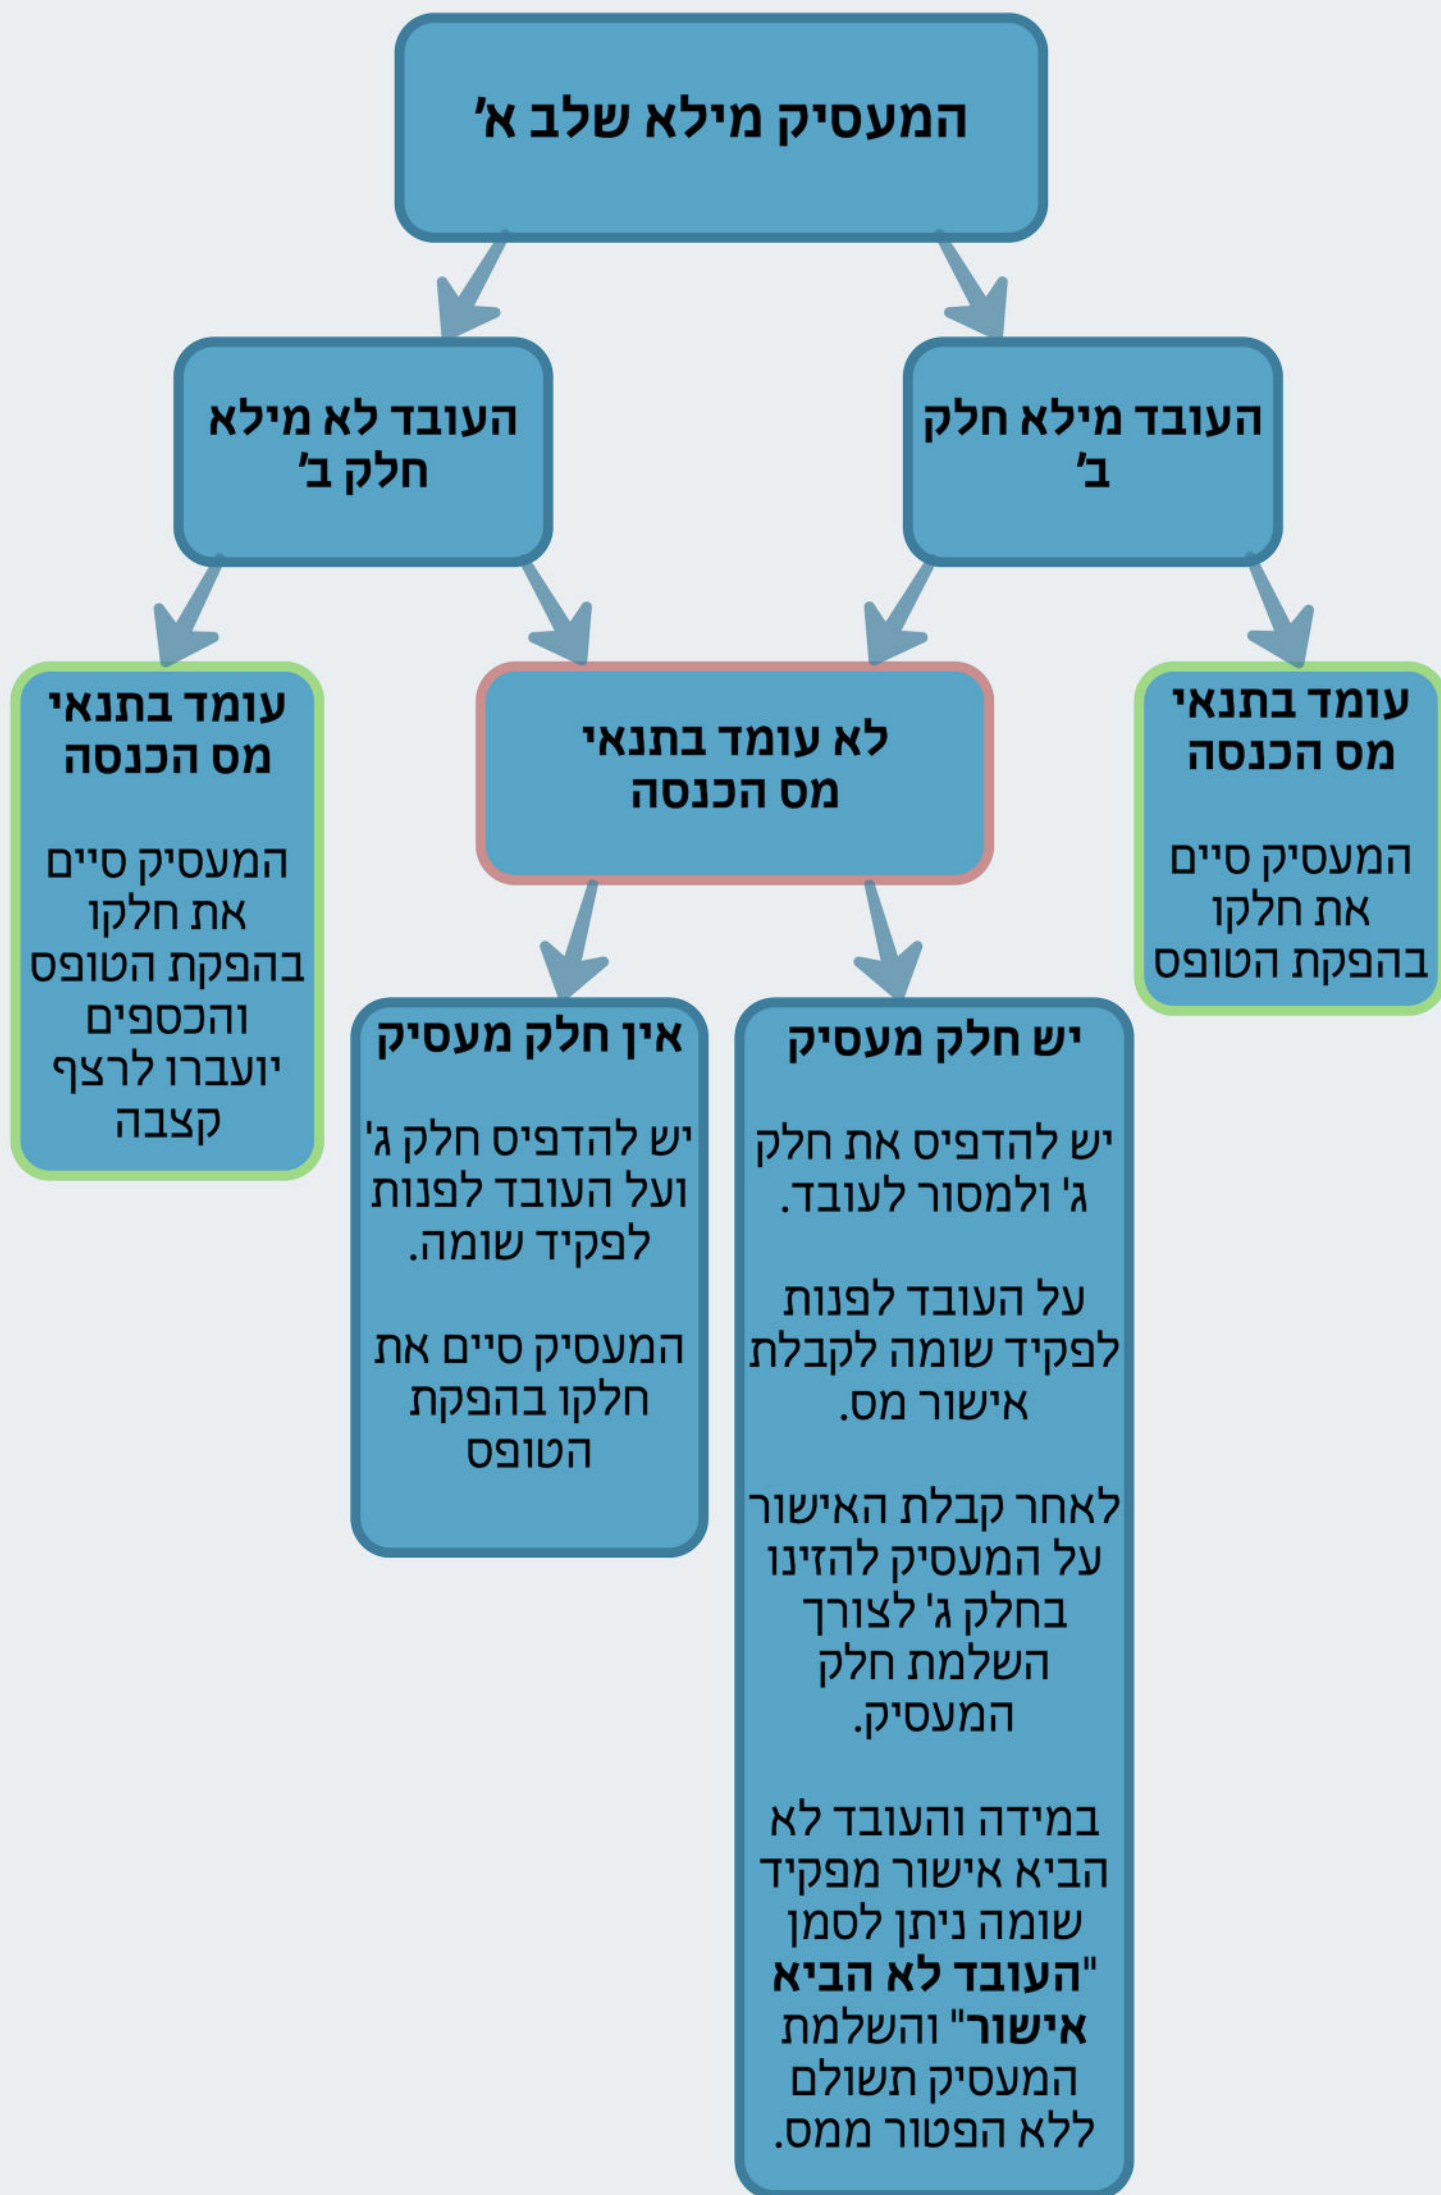 המעסיק מילא שלב א'
העובד מילא חלק
ב'
העובד לא מילא
חלק ב'
עומד בתנאי
מס הכנסה
המעסיק סיים
את חלקו
בהפקת הטופס
לא עומד בתנאי
מס הכנסה
עומד בתנאי
מס הכנסה
המעסיק סיים
את חלקו
בהפקת הטופס
והכספים
יועברו לרצף
קצבה
יש חלק מעסיק
יש להדפיס את חלק
ג' ולמסור לעובד.
על העובד לפנות
לפקיד שומה לקבלת
אישור מס.
לאחר קבלת האישור
על המעסיק להזינו
בחלק ג' לצורך
השלמת חלק
המעסיק.
במידה והעובד לא
הביא אישור מפקיד
שומה ניתן לסמן
"העובד לא הביא
אישור" והשלמת
המעסיק תשולם
ללא הפטור ממס.
אין חלק מעסיק
יש להדפיס חלק ג'
ועל העובד לפנות
לפקיד שומה.
המעסיק סיים את
חלקו בהפקת
הטופס